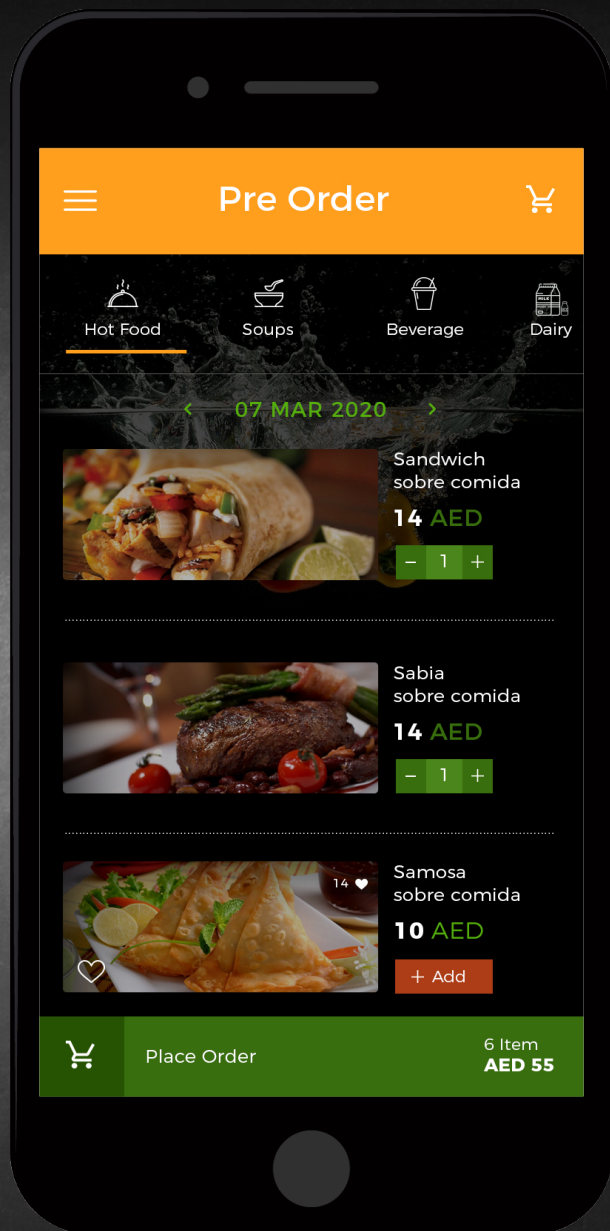 Pre Order
Hot Food
Soups
Beverage
MILK
Dairy
< 07 MAR 2020 >
Sandwich
sobre comida
14 AED
− 1 +
Sabia
sobre comida
14 AED
− 1 +
14
Samosa
sobre comida
10 AED
+ Add
Place Order
6 Item
AED 55